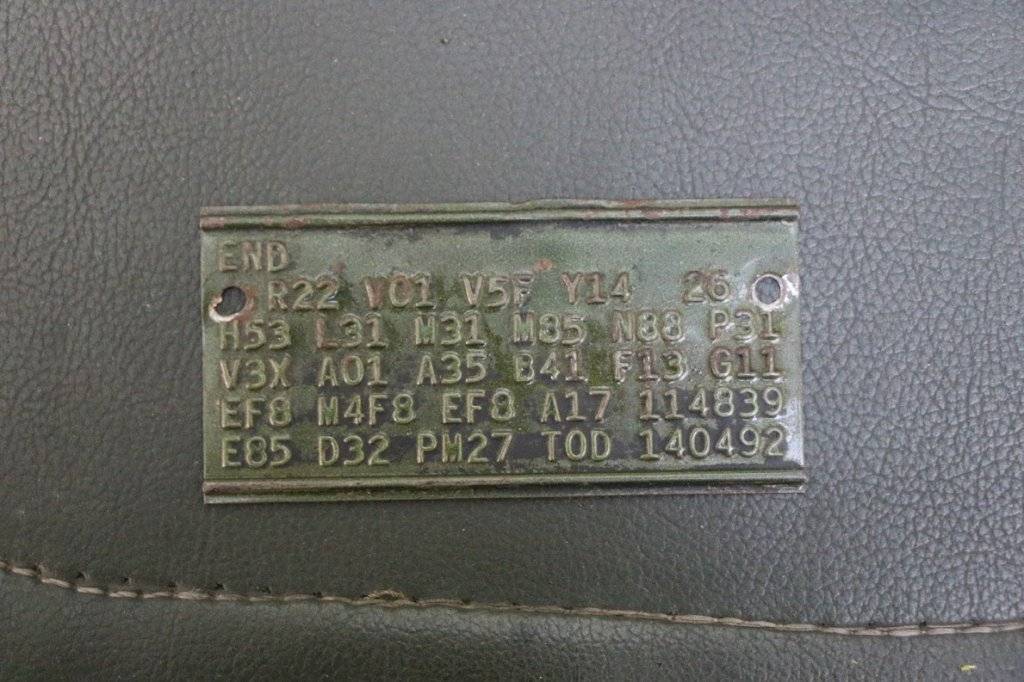 END
R22 V01 V5F Y14 26
H53 L31 M31 M85 N88 P31
V3X A01 A35 B41 F13 G11
EF8 M4F8 EF8 A17 114839
E85 D32 PM27 TOD 140492